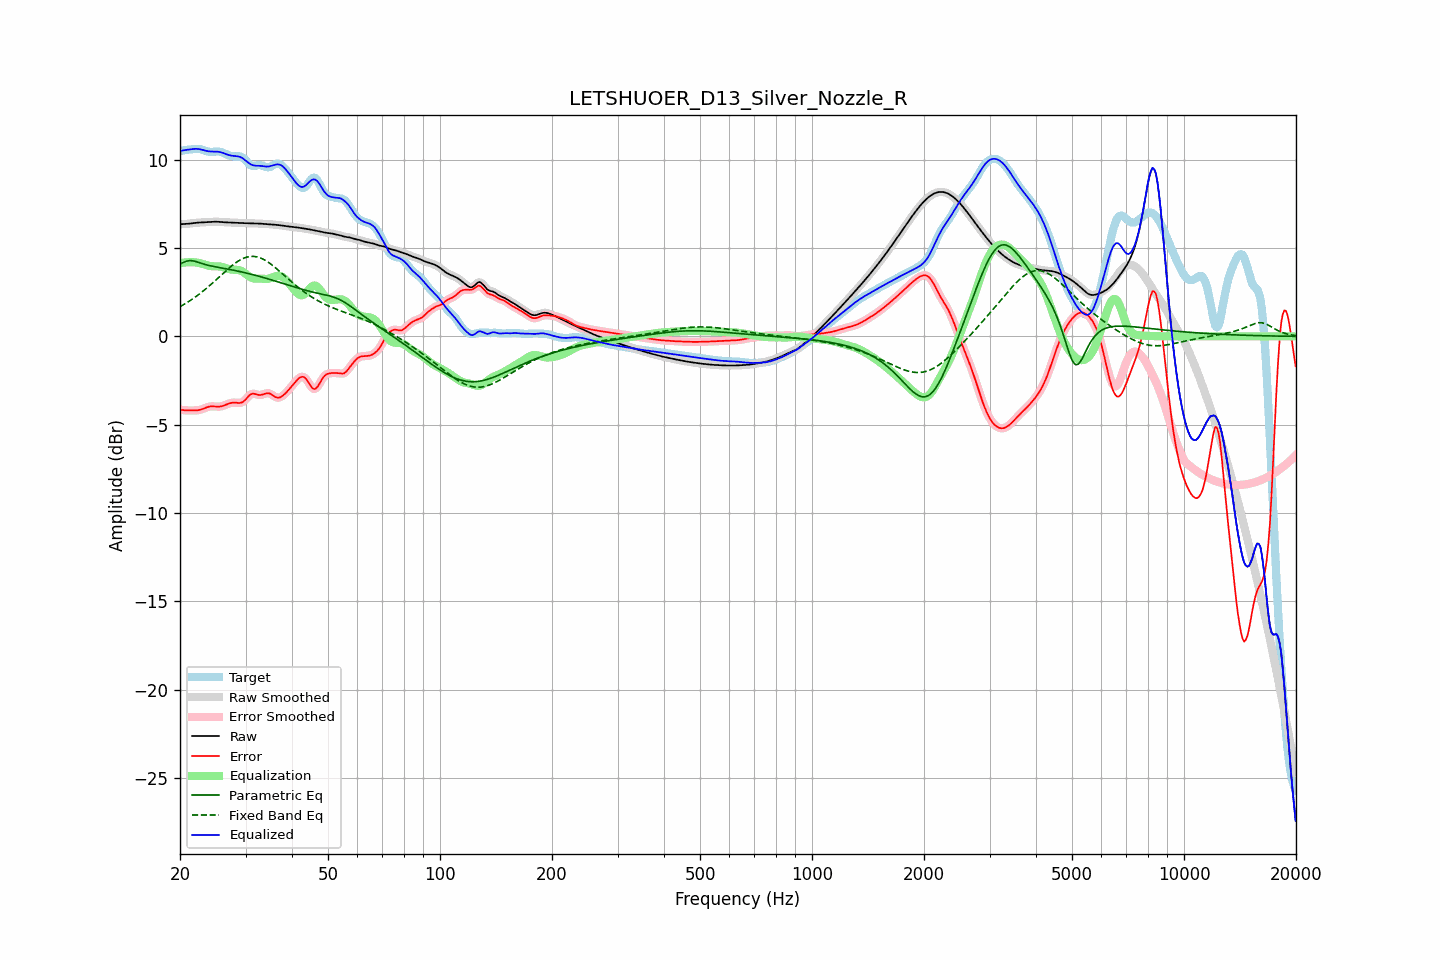 LETSHUOER_D13_Silver_Nozzle_R
10
5
0
−5
−10
−15
−20
−25
Amplitude (dBr)
Target
Raw Smoothed
Error Smoothed
Raw
Error
Equalization
Parametric Eq
Fixed Band Eq
Equalized
20 50 100 200 500 1000 2000 5000 10000 20000
Frequency (Hz)